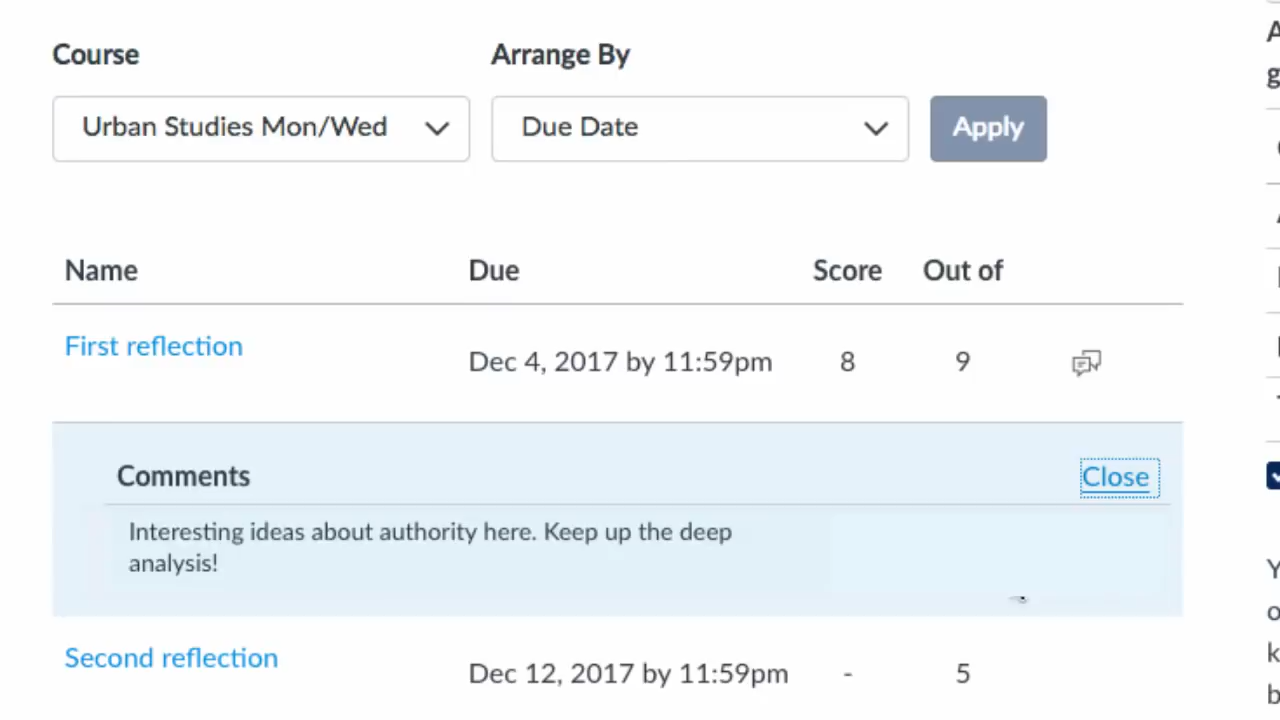 Course
Arrange By
Urban Studies Mon/Wed
Due Date
Apply
Name Due Score Out of
First reflection
Dec 4, 2017 by 11:59pm 8 9
Comments Close
Interesting ideas about authority here. Keep up the deep
analysis!
Second reflection
Dec 12, 2017 by 11:59pm - 5